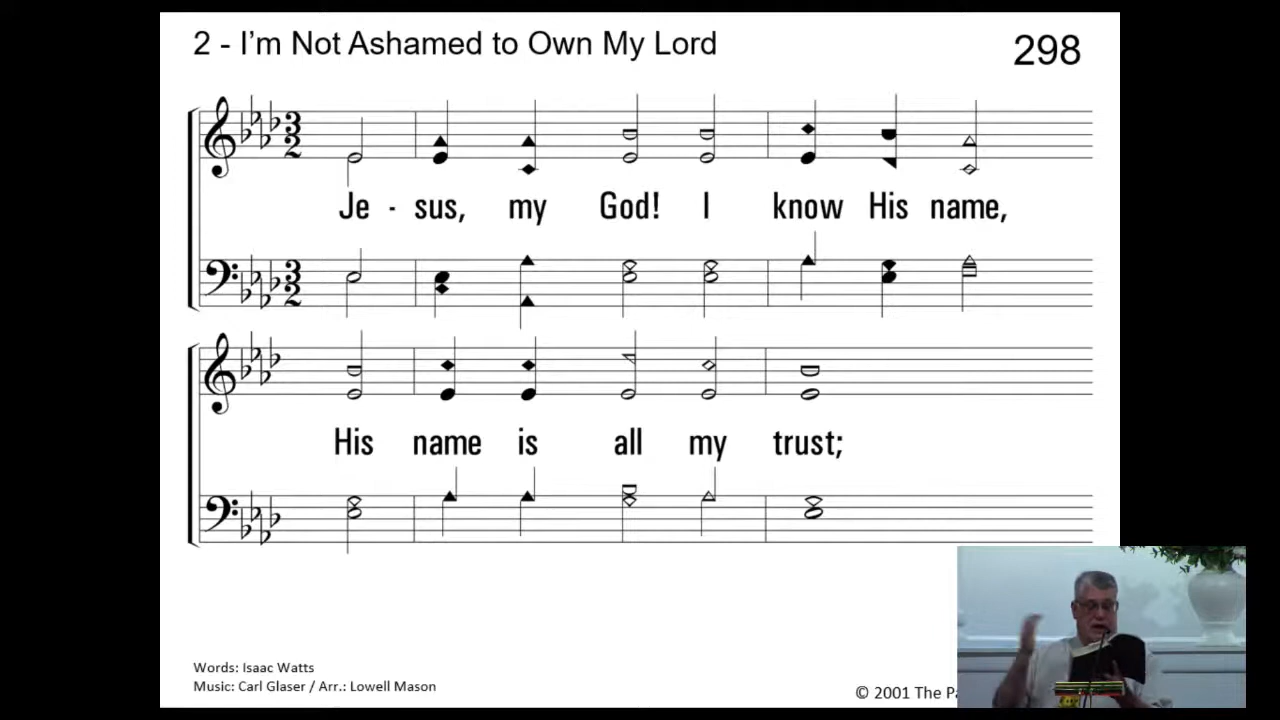 2 - I'm Not Ashamed to Own My Lord
298
Je - sus, my God! I know His name,
His name is all my trust;
Words: Isaac Watts
Music: Carl Glaser / Arr.: Lowell Mason
© 2001 The